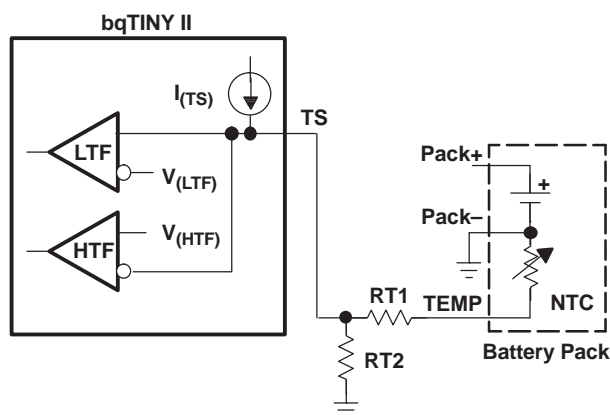 bqTINY II
I(TS)
TS
LTF
V(LTF)
Pack+
+
HTF
V(HTF)
Pack–
RT1
TEMP
NTC
RT2
Battery Pack